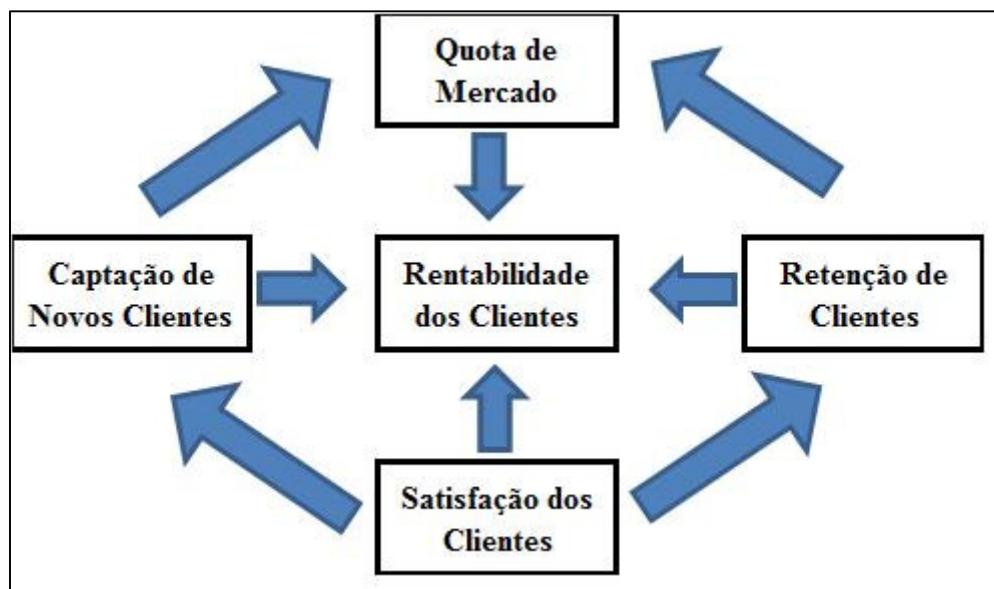 Quota de
Mercado
Captação de
Novos Clientes
Rentabilidade
dos Clientes
Retenção de
Clientes
Satisfação dos
Clientes